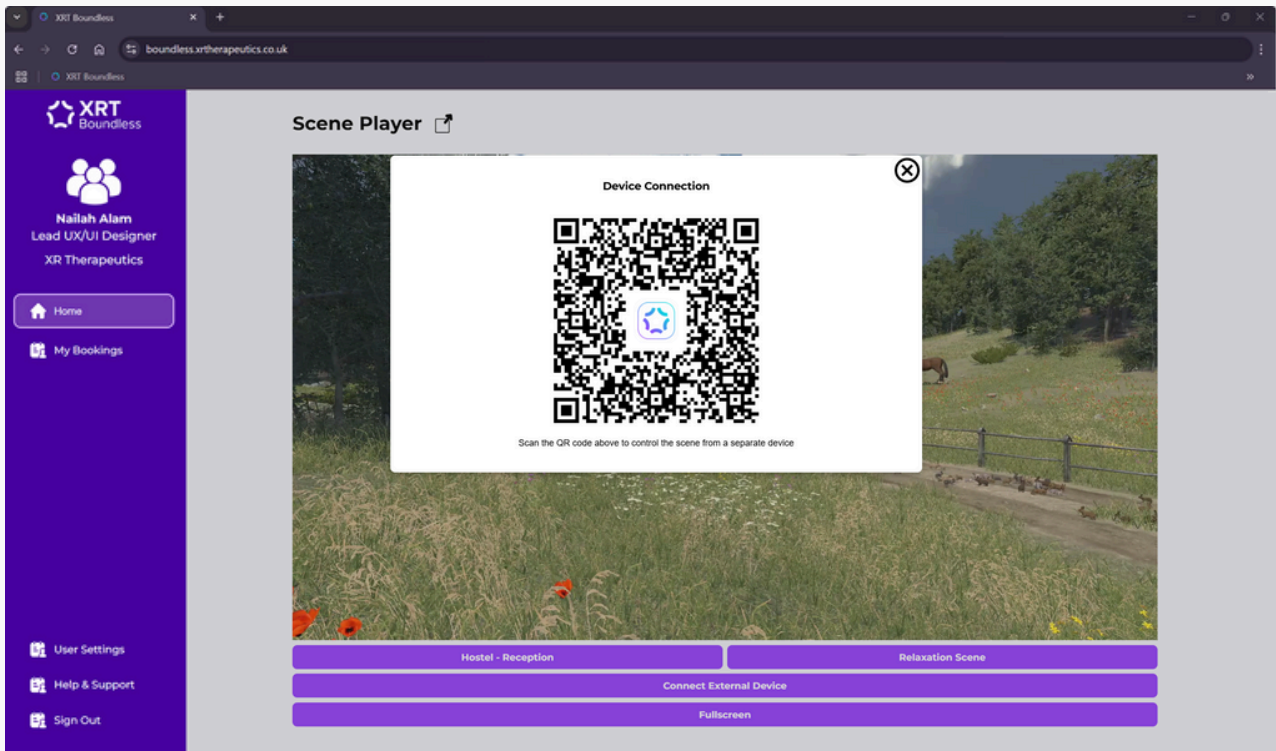 XRT Boundless
boundless.xrtherapeutics.co.uk
XRT Boundless
XRT
Boundless
Nailah Alam
Lead UX/UI Designer
XR Therapeutics
Home
My Bookings
User Settings
Help & Support
Sign Out
Scene Player
Device Connection
Scan the QR code above to control the scene from a separate device
Hostel - Reception
Relaxation Scene
Connect External Device
Fullscreen